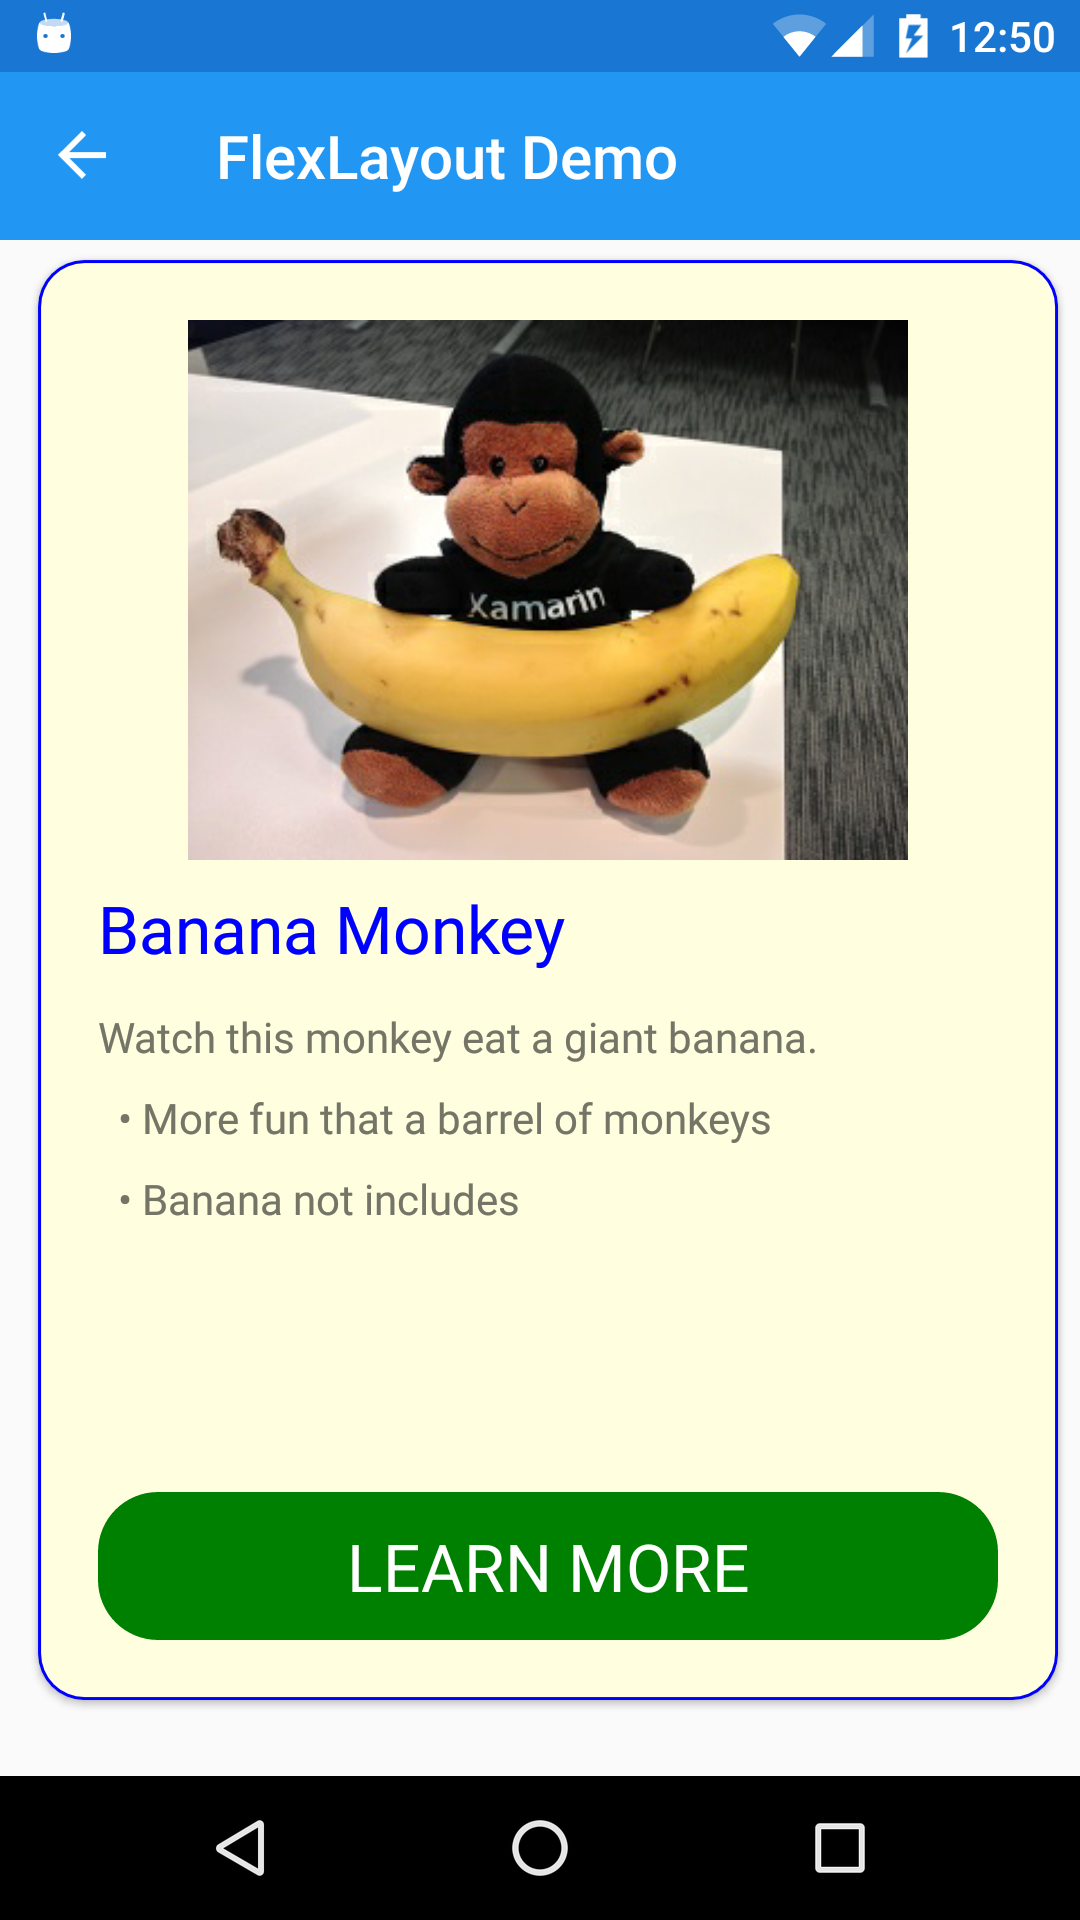 12:50
FlexLayout Demo
Xamarin
Banana Monkey
Watch this monkey eat a giant banana.
• More fun that a barrel of monkeys
• Banana not includes
LEARN MORE